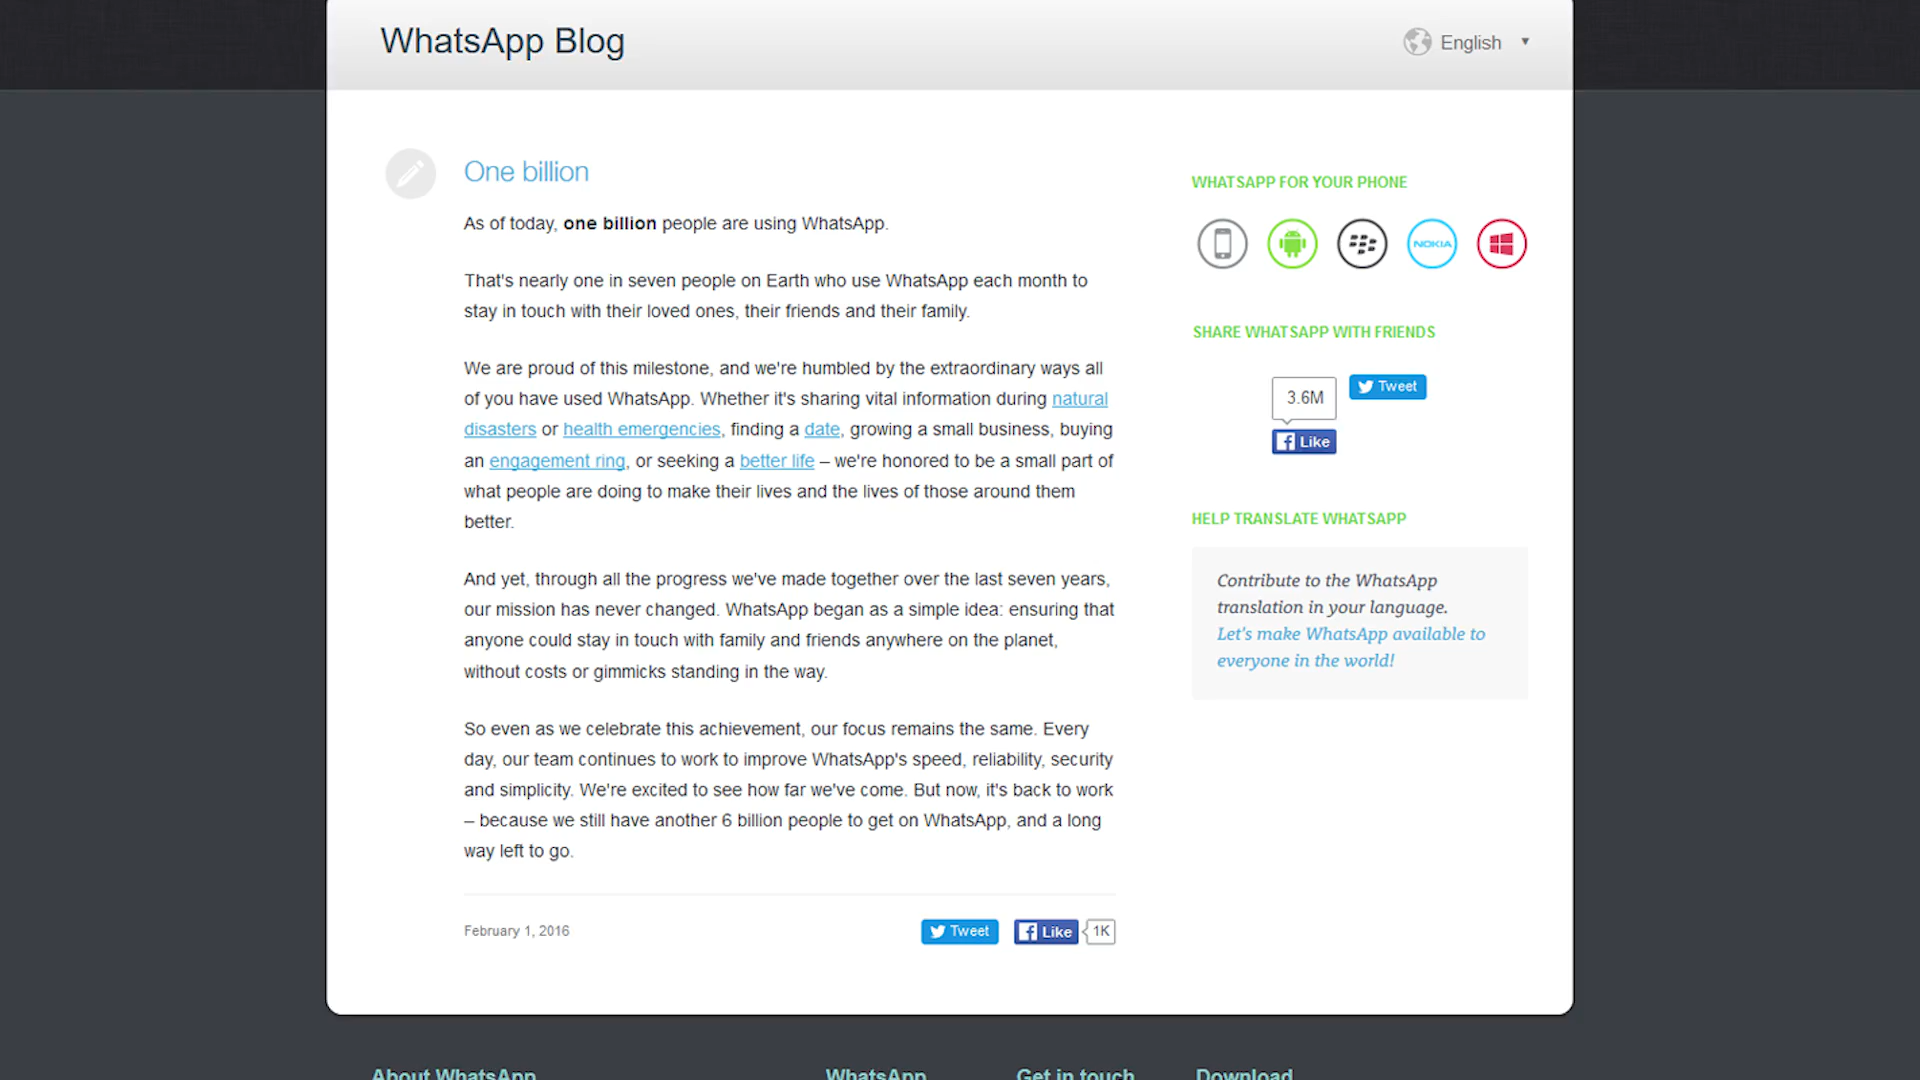 WhatsApp Blog
English
One billion
As of today, one billion people are using WhatsApp.
That's nearly one in seven people on Earth who use WhatsApp each month to
stay in touch with their loved ones, their friends and their family.
We are proud of this milestone, and we're humbled by the extraordinary ways all
of you have used WhatsApp. Whether it's sharing vital information during natural
disasters or health emergencies, finding a date, growing a small business, buying
an engagement ring, or seeking a better life – we're honored to be a small part of
what people are doing to make their lives and the lives of those around them
better.
And yet, through all the progress we've made together over the last seven years,
our mission has never changed. WhatsApp began as a simple idea: ensuring that
anyone could stay in touch with family and friends anywhere on the planet,
without costs or gimmicks standing in the way.
So even as we celebrate this achievement, our focus remains the same. Every
day, our team continues to work to improve WhatsApp's speed, reliability, security
and simplicity. We're excited to see how far we've come. But now, it's back to work
– because we still have another 6 billion people to get on WhatsApp, and a long
way left to go.
February 1, 2016
Tweet
Like
1K
WHATSAPP FOR YOUR PHONE
NOKIA
SHARE WHATSAPP WITH FRIENDS
3.6M
Tweet
Like
HELP TRANSLATE WHATSAPP
Contribute to the WhatsApp
translation in your language.
Let's make WhatsApp available to
everyone in the world!
About WhatsApp
WhatsApp
Get in touch
Download